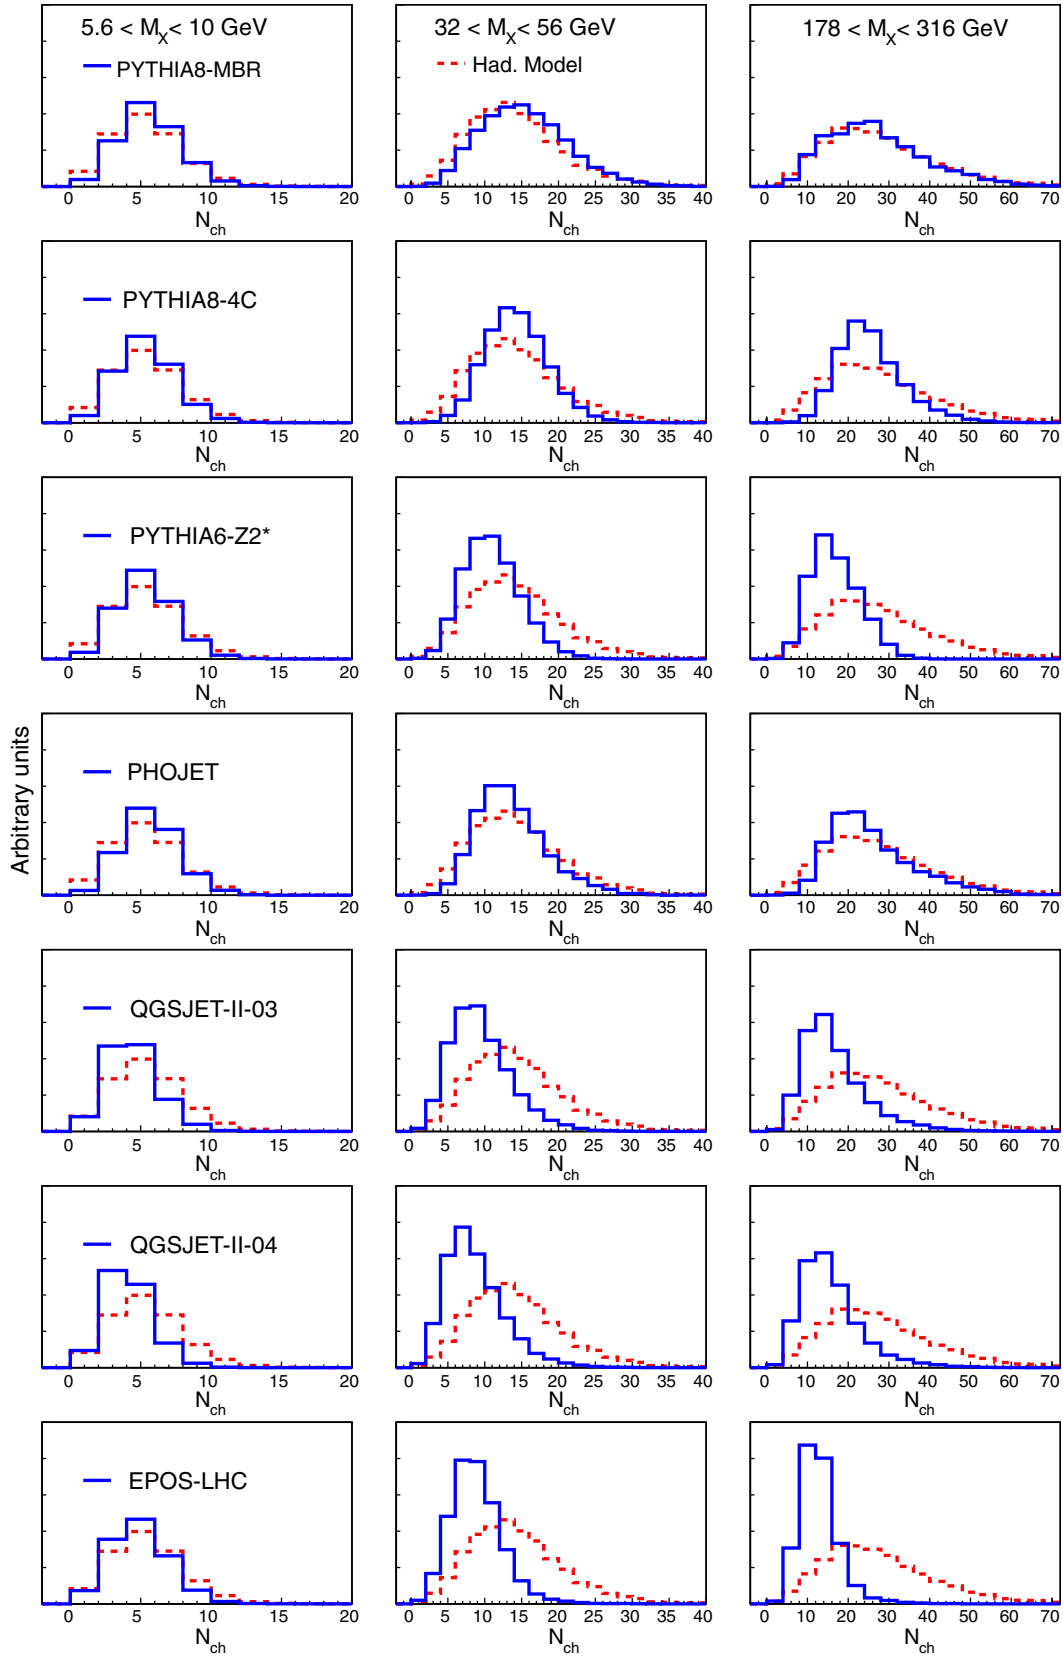 5.6 < M_X < 10 GeV
32 < M_X < 56 GeV
178 < M_X < 316 GeV
PYTHIA8-MBR
Had. Model
0 5 10 15 20
0 5 10 15 20 25 30 35 40
0 10 20 30 40 50 60 70
N_ch
N_ch
N_ch
PYTHIA8-4C
0 5 10 15 20
0 5 10 15 20 25 30 35 40
0 10 20 30 40 50 60 70
N_ch
N_ch
N_ch
PYTHIA6-Z2*
0 5 10 15 20
0 5 10 15 20 25 30 35 40
0 10 20 30 40 50 60 70
N_ch
N_ch
N_ch
Arbitrary units
PHOJET
0 5 10 15 20
0 5 10 15 20 25 30 35 40
0 10 20 30 40 50 60 70
N_ch
N_ch
N_ch
QGSJET-II-03
0 5 10 15 20
0 5 10 15 20 25 30 35 40
0 10 20 30 40 50 60 70
N_ch
N_ch
N_ch
QGSJET-II-04
0 5 10 15 20
0 5 10 15 20 25 30 35 40
0 10 20 30 40 50 60 70
N_ch
N_ch
N_ch
EPOS-LHC
0 5 10 15 20
0 5 10 15 20 25 30 35 40
0 10 20 30 40 50 60 70
N_ch
N_ch
N_ch